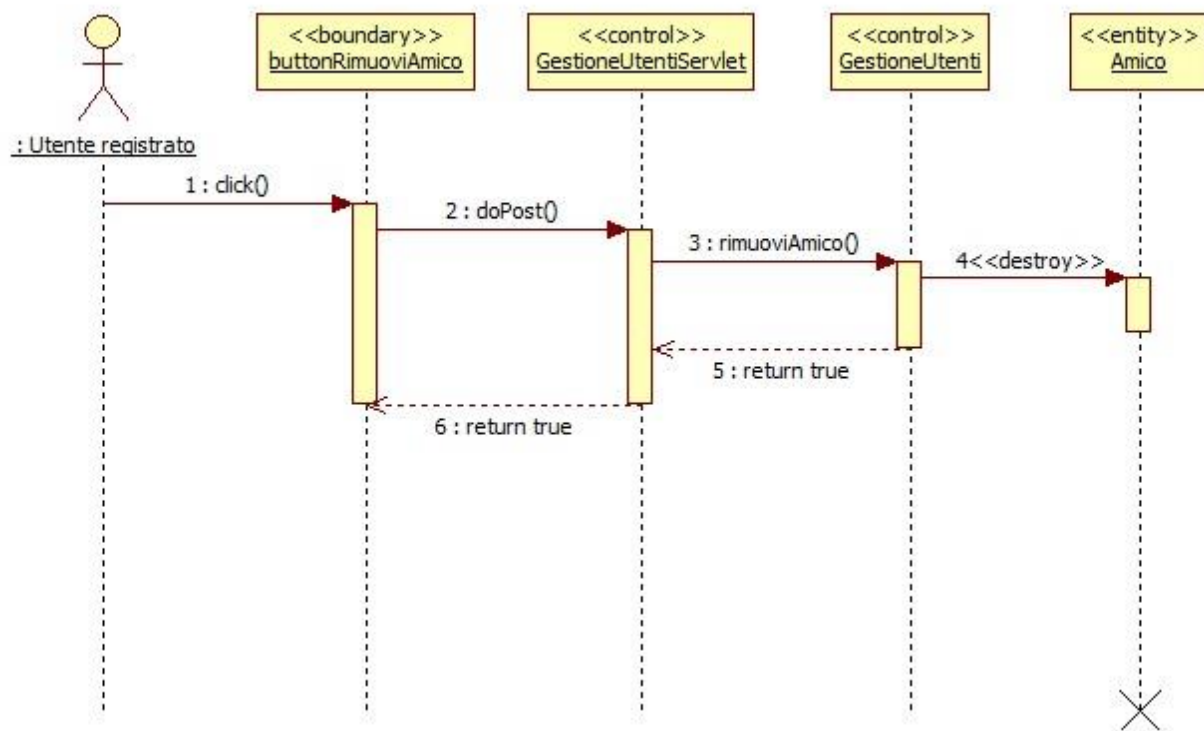 <<boundary>>
buttonRimuoviAmico
<<control>>
GestioneUtentiServlet
<<control>>
GestioneUtenti
<<entity>>
Amico
: Utente registrato
1 : click()
2 : doPost()
3 : rimuoviAmico()
4<<destroy>>
5 : return true
6 : return true